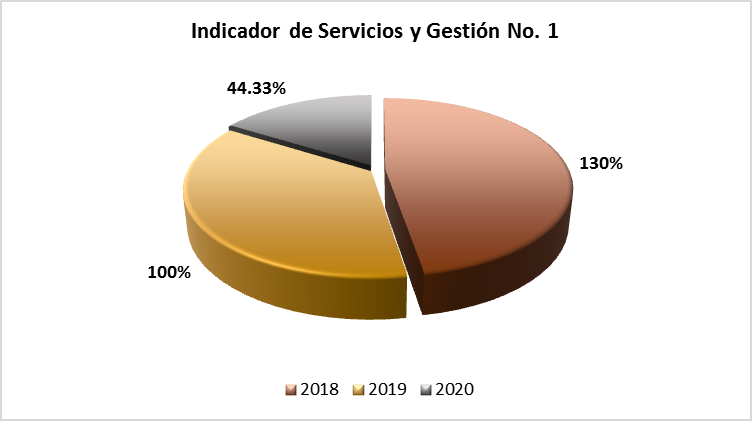 Indicador de Servicios y Gestión No. 1
44.33%
130%
100%
2018 2019 2020